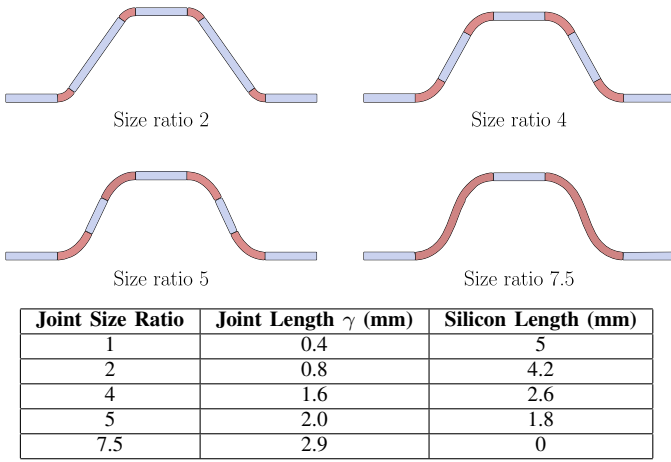 Size ratio 2
Size ratio 4
Size ratio 5
Size ratio 7.5
Joint Size Ratio Joint Length γ (mm) Silicon Length (mm)
1 0.4 5
2 0.8 4.2
4 1.6 2.6
5 2.0 1.8
7.5 2.9 0